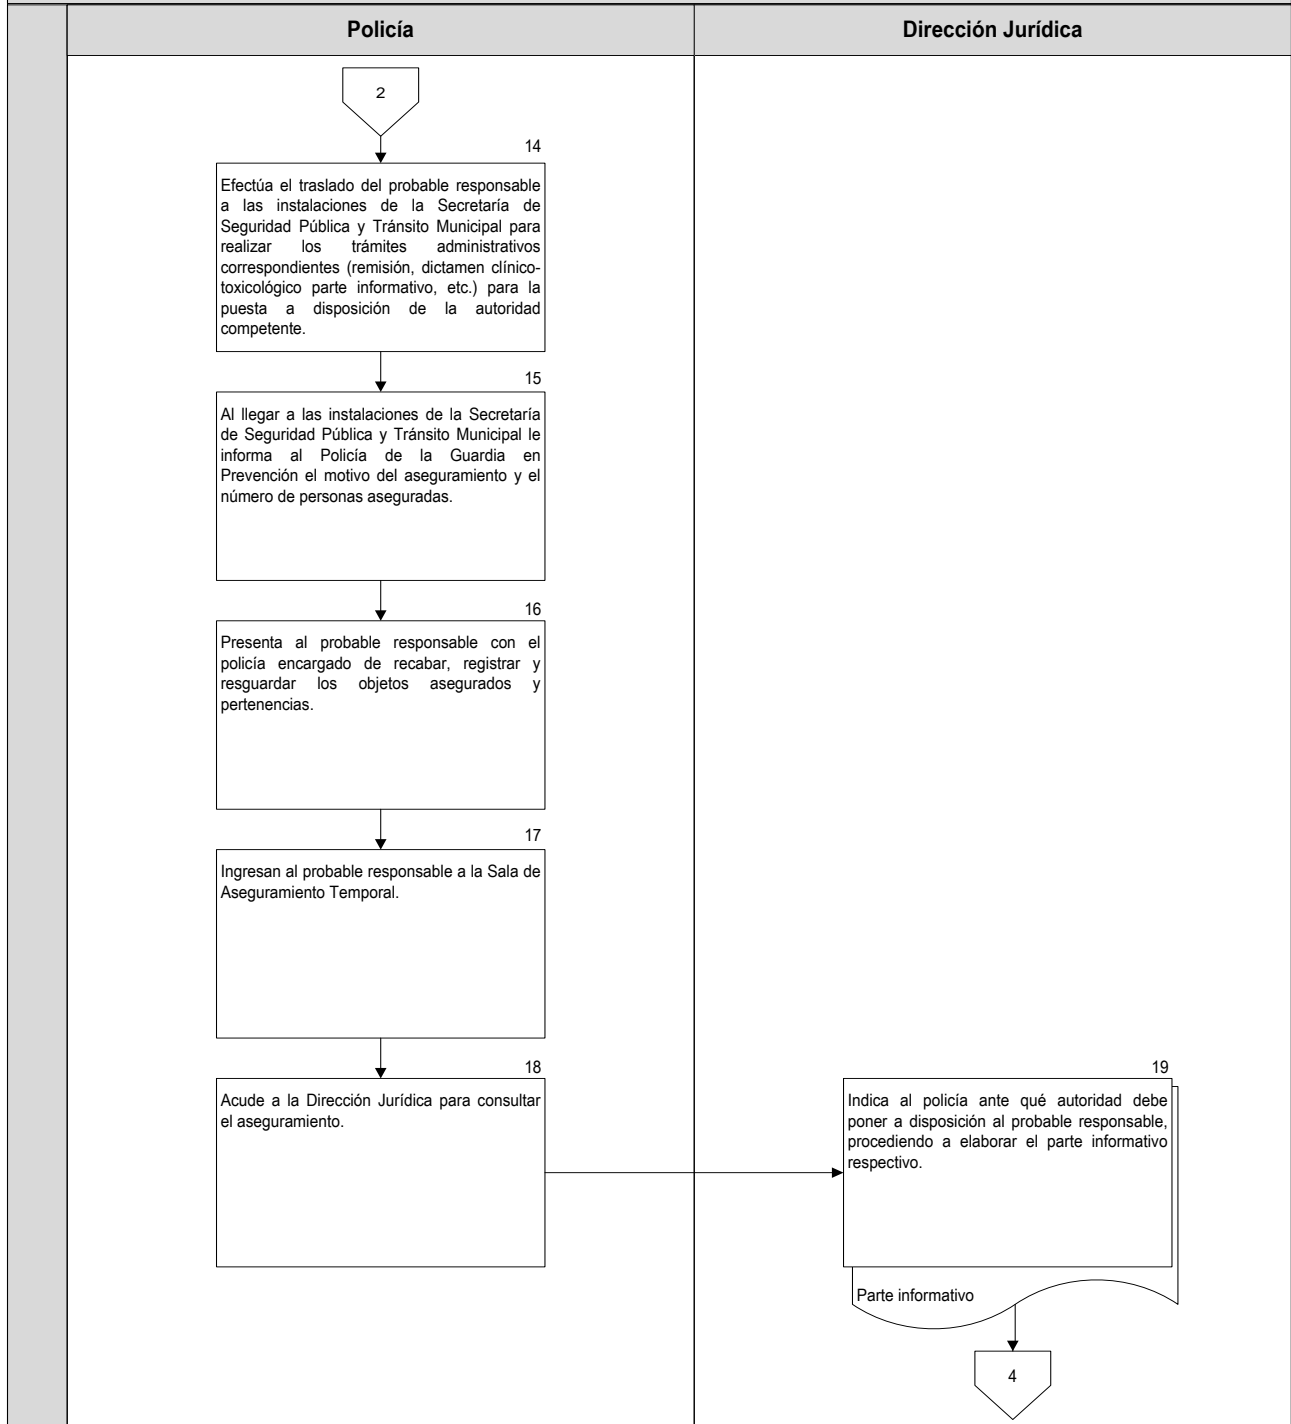 Policía
Dirección Jurídica
2
14
Efectúa el traslado del probable responsable
a las instalaciones de la Secretaría de
Seguridad Pública y Tránsito Municipal para
realizar los trámites administrativos
correspondientes (remisión, dictamen clínico-
toxicológico parte informativo, etc.) para la
puesta a disposición de la autoridad
competente.
15
Al llegar a las instalaciones de la Secretaría
de Seguridad Pública y Tránsito Municipal le
informa al Policía de la Guardia en
Prevención el motivo del aseguramiento y el
número de personas aseguradas.
16
Presenta al probable responsable con el
policía encargado de recabar, registrar y
resguardar los objetos asegurados y
pertenencias.
17
Ingresan al probable responsable a la Sala de
Aseguramiento Temporal.
18
Acude a la Dirección Jurídica para consultar
el aseguramiento.
19
Indica al policía ante qué autoridad debe
poner a disposición al probable responsable,
procediendo a elaborar el parte informativo
respectivo.
Parte informativo
4